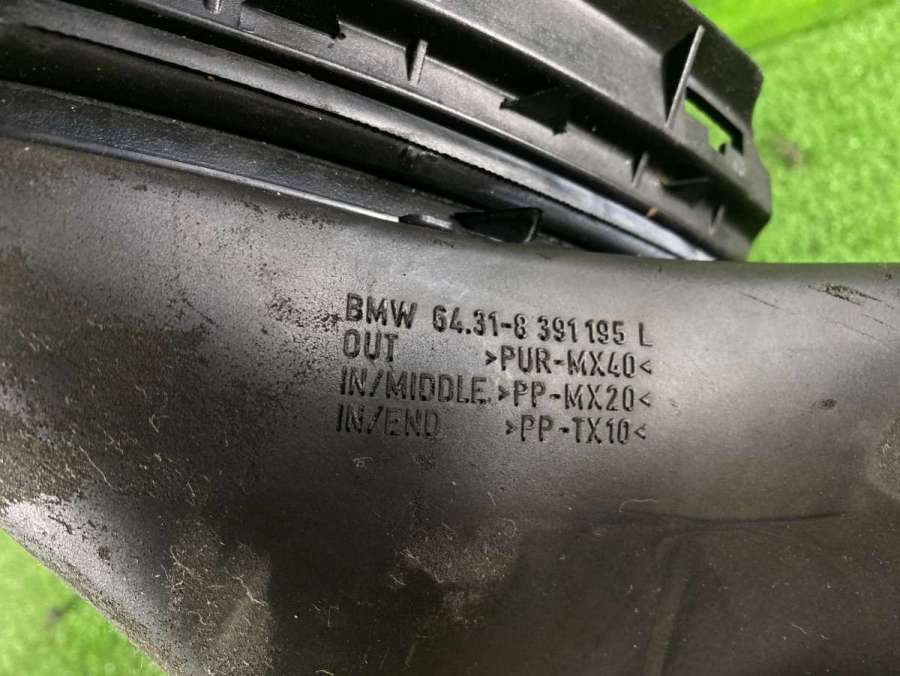 BMW 64.31-8 391 195 L
OUT >PUR-MX40<
IN/MIDDLE >PP-MX20<
IN/END >PP-TX10<